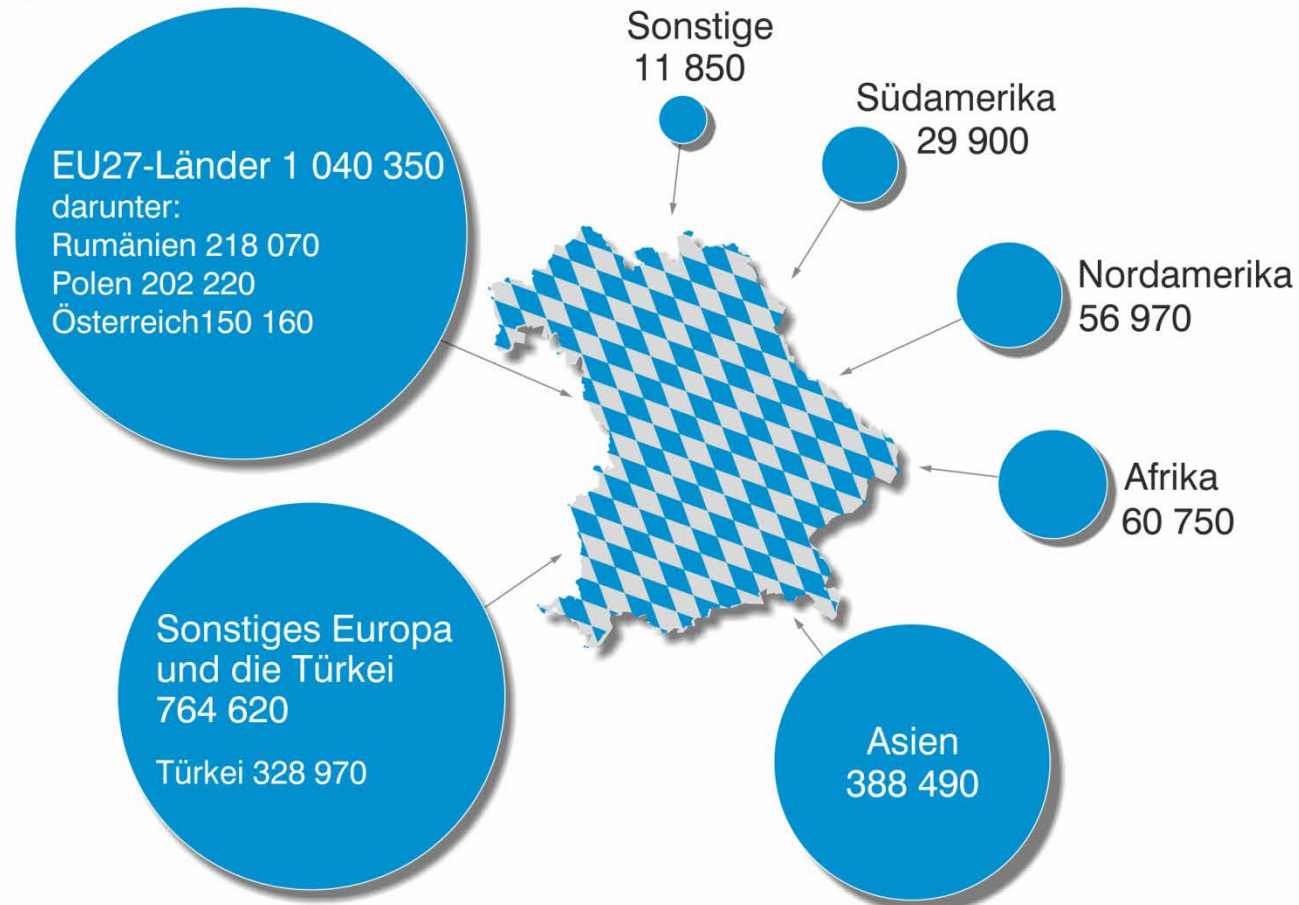 EU27-Länder 1 040 350
darunter:
Rumänien 218 070
Polen 202 220
Österreich150 160
Sonstige
11 850
Südamerika
29 900
Nordamerika
56 970
Afrika
60 750
Sonstiges Europa
und die Türkei
764 620
Türkei 328 970
Asien
388 490